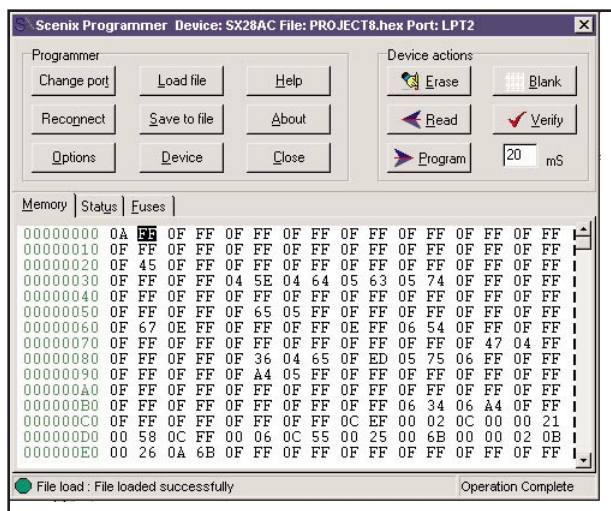 Scenix Programmer Device: SX28AC File: PROJECT8.hex Port: LPT2
Programmer
Change port Load file Help
Reconnect Save to file About
Options Device Close
Device actions
Erase Blank
Read Verify
Program 20 mS
Memory Status Fuses
00000000 0A FF 0F FF 0F FF 0F FF 0F FF 0F FF 0F FF 0F FF
00000010 0F FF 0F FF 0F FF 0F FF 0F FF 0F FF 0F FF 0F FF
00000020 0F 45 0F FF 0F FF 0F FF 0F FF 0F FF 0F FF 0F FF
00000030 0F FF 0F FF 04 5E 04 64 05 63 05 74 0F FF 0F FF
00000040 0F FF 0F FF 0F FF 0F FF 0F FF 0F FF 0F FF 0F FF
00000050 0F FF 0F FF 0F 65 05 FF 0F FF 0F FF 0F FF 0F FF
00000060 0F 67 0E FF 0F FF 0F FF 0E FF 06 54 0F FF 0F FF
00000070 0F FF 0F FF 0F FF 0F FF 0F FF 0F FF 0F 47 04 FF
00000080 0F FF 0F FF 0F 36 04 65 0F ED 05 75 06 FF 0F FF
00000090 0F FF 0F FF 0F A4 05 FF 0F FF 0F FF 0F FF 0F FF
000000A0 0F FF 0F FF 0F FF 0F FF 0F FF 0F FF 0F FF 0F FF
000000B0 0F FF 0F FF 0F FF 0F FF 0F FF 06 34 06 A4 0F FF
000000C0 0F FF 0F FF 0F FF 0F FF 0C EF 00 02 0C 00 00 21
000000D0 00 58 0C FF 00 06 0C 55 00 25 00 6B 00 00 02 0B
000000E0 00 26 0A 6B 0F FF 0F FF 0F FF 0F FF 0F FF 0F FF
File load : File loaded successfully Operation Complete